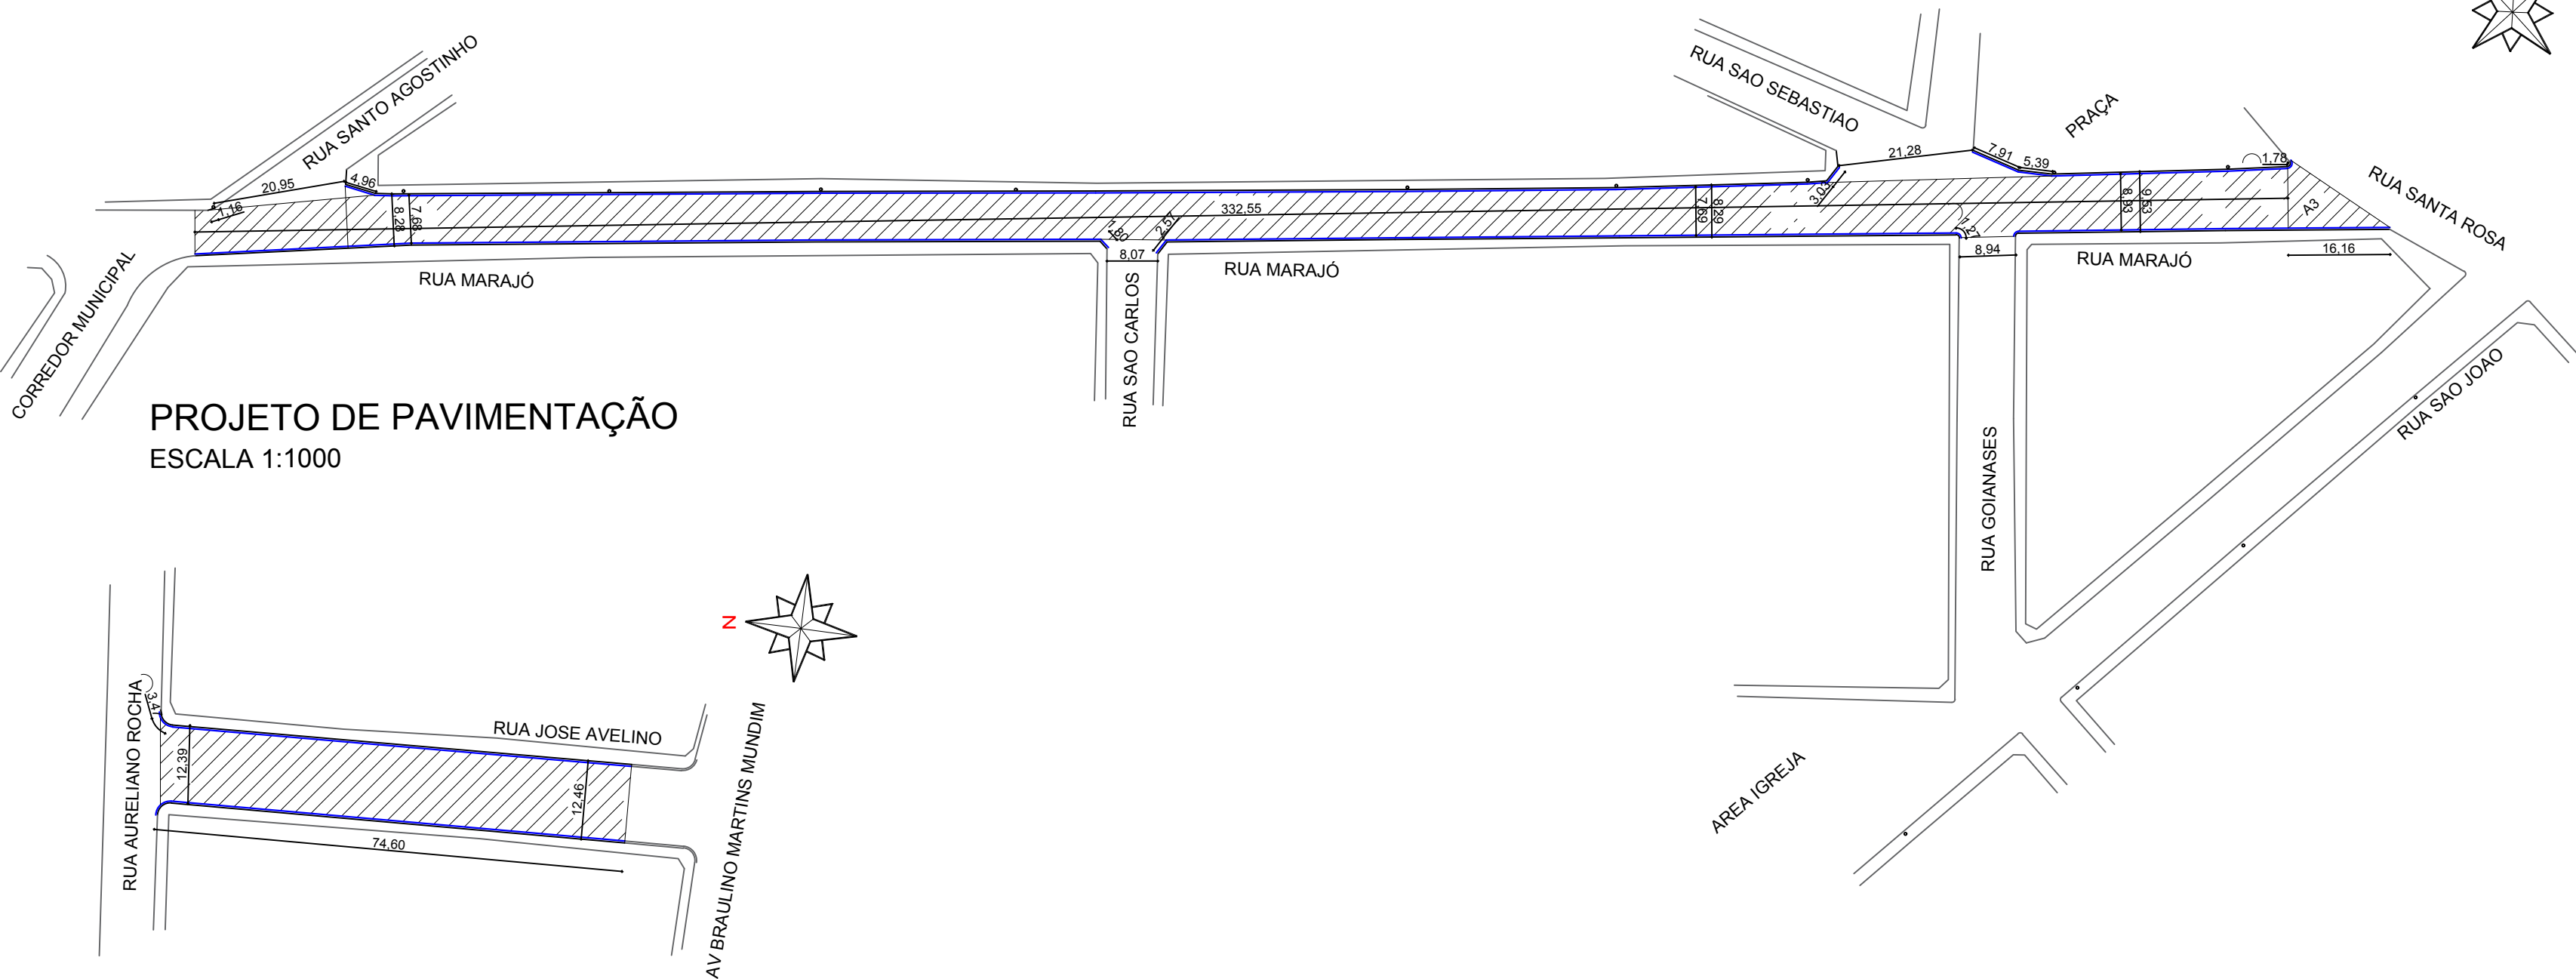 RUA SANTO AGOSTINHO
RUA SAO SEBASTIAO
PRAÇA
RUA SANTA ROSA
20,95
4,96
1,16
8,28
7,68
332,55
1,80
2,57
8,07
7,69
8,29
3,03
21,28
7,91
5,39
1,78
1,27
8,94
8,93
9,53
A3
16,16
CORREDOR MUNICIPAL
RUA MARAJÓ
RUA SAO CARLOS
RUA MARAJÓ
RUA GOIANASES
RUA MARAJÓ
RUA SAO JOAO
PROJETO DE PAVIMENTAÇÃO
ESCALA 1:1000
N
RUA AURELIANO ROCHA
3,47
12,39
RUA JOSE AVELINO
12,46
74,60
AV BRAULINO MARTINS MUNDIM
AREA IGREJA